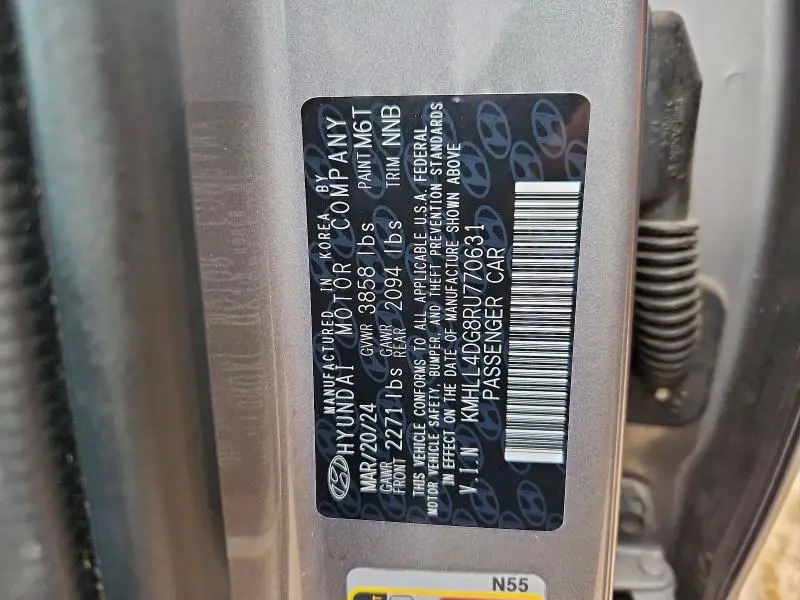 MANUFACTURED IN KOREA BY
HYUNDAI MOTOR COMPANY
MAR/20/24 GVWR 3858 lbs PAINT M6T
GAWR FRONT 2271 lbs GAWR REAR 2094 lbs TRIM NNB
THIS VEHICLE CONFORMS TO ALL APPLICABLE U.S.A. FEDERAL
MOTOR VEHICLE SAFETY, BUMPER, AND THEFT PREVENTION STANDARDS
IN EFFECT ON THE DATE OF MANUFACTURE SHOWN ABOVE
V.I.N KMHLL4DG8RU770631
PASSENGER CAR
N55